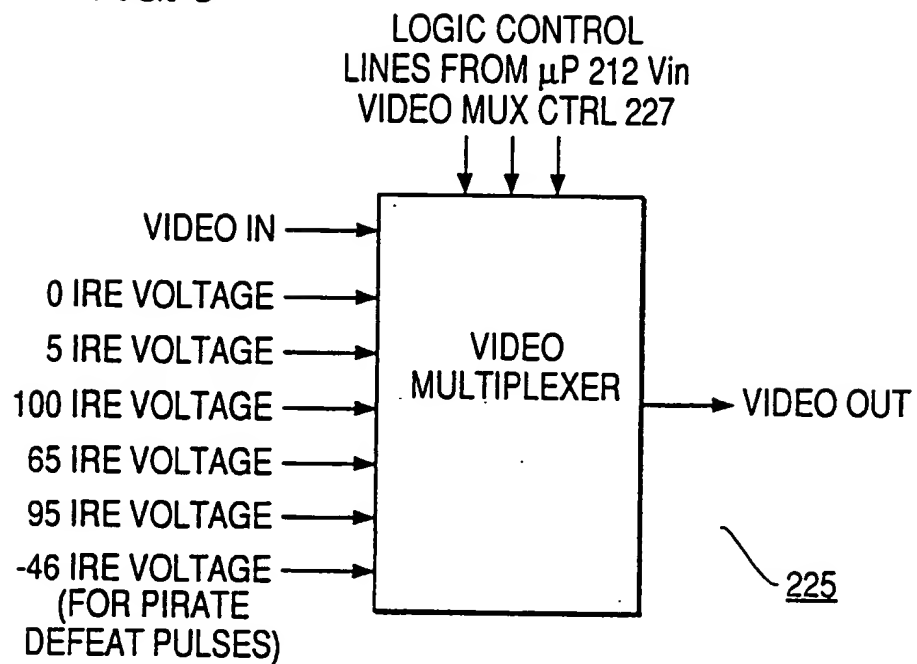 LOGIC CONTROL
LINES FROM µP 212 Vin
VIDEO MUX CTRL 227
VIDEO IN
0 IRE VOLTAGE
5 IRE VOLTAGE
100 IRE VOLTAGE
65 IRE VOLTAGE
95 IRE VOLTAGE
-46 IRE VOLTAGE
(FOR PIRATE
DEFEAT PULSES)
VIDEO
MULTIPLEXER
VIDEO OUT
225